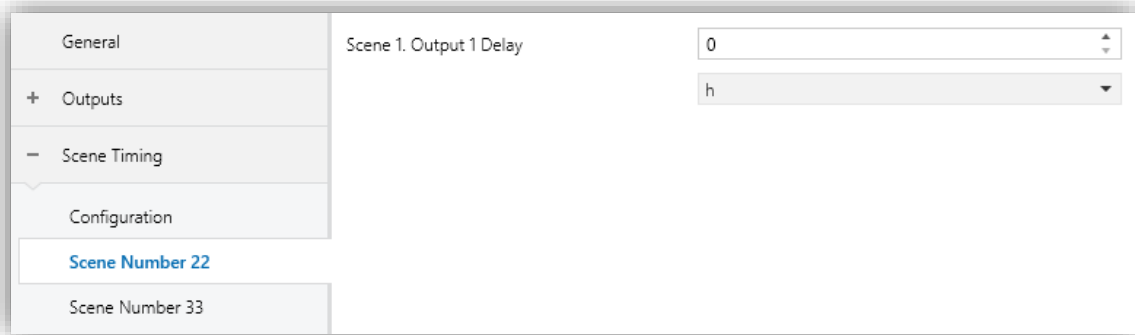 General
+ Outputs
− Scene Timing
Configuration
Scene Number 22
Scene Number 33
Scene 1. Output 1 Delay
0
h